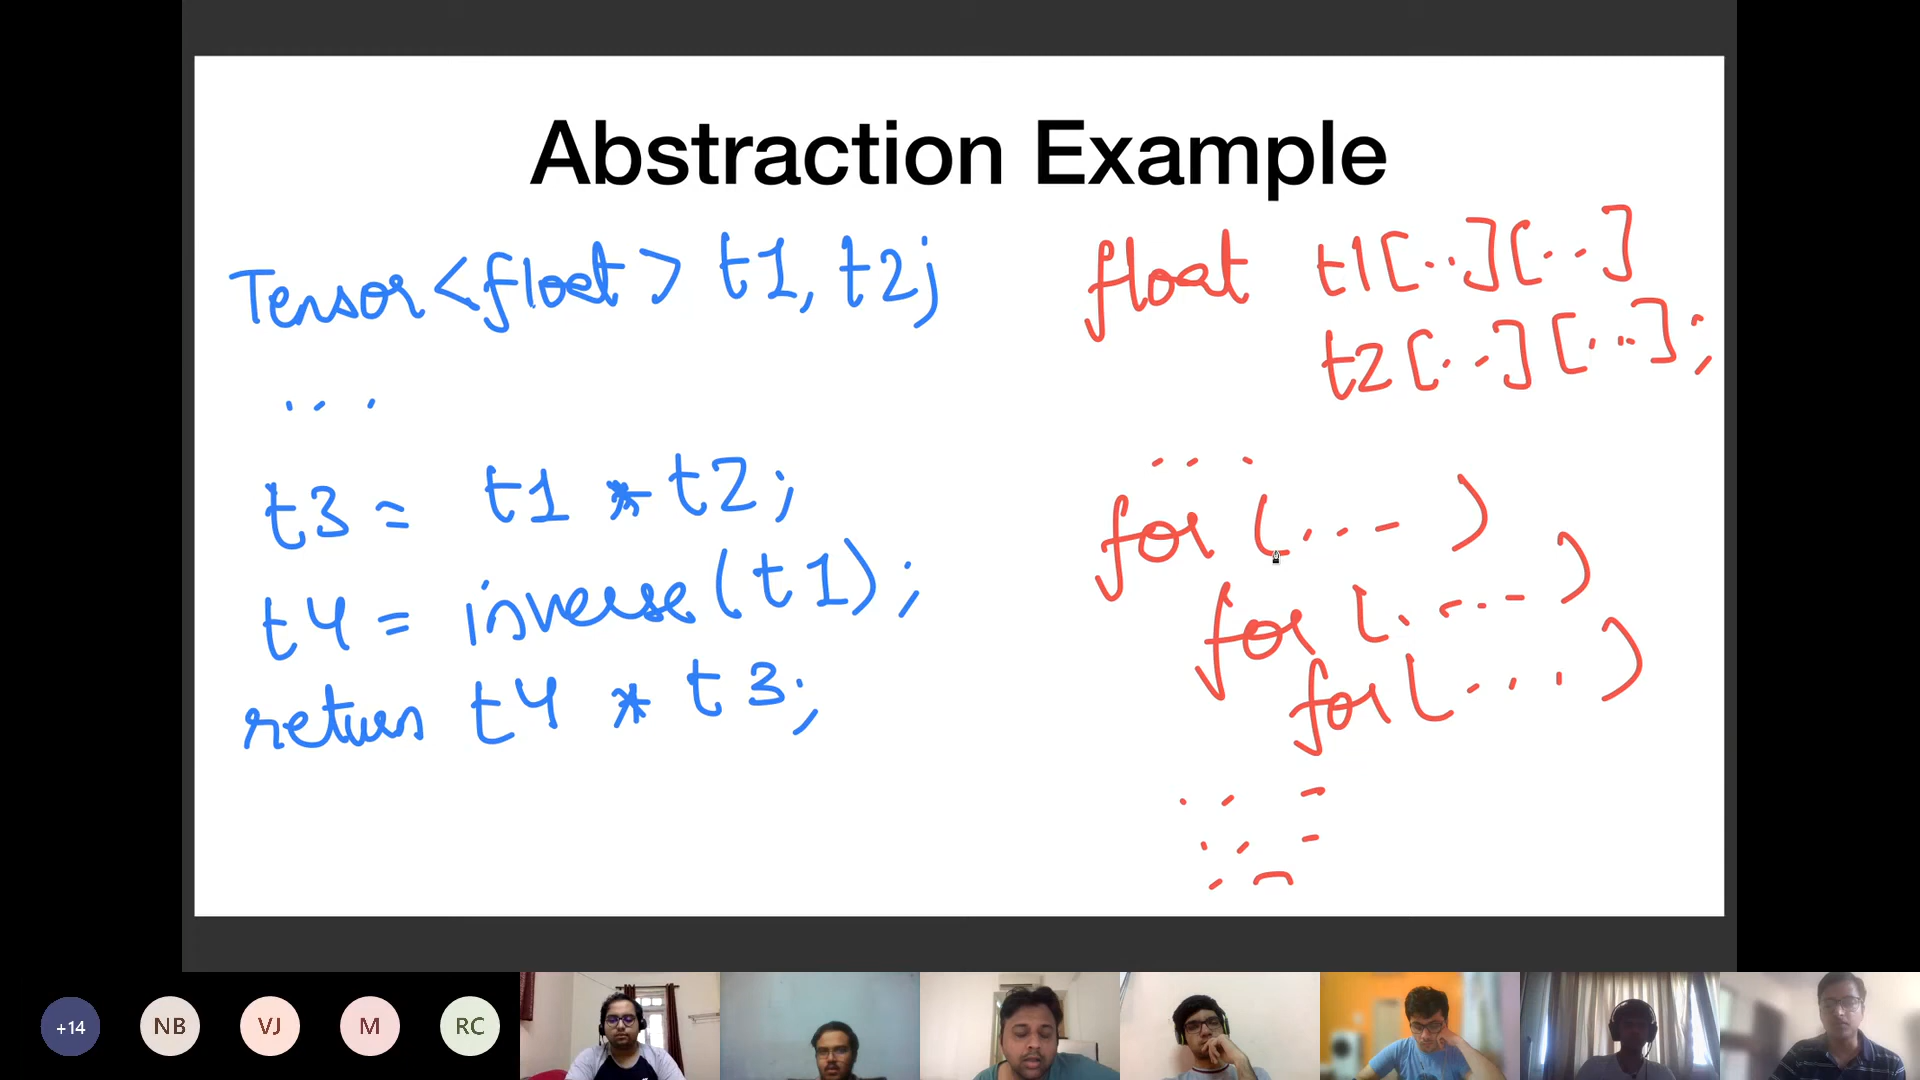 Abstraction Example
Tensor<float> t1, t2;
...
t3 = t1 * t2;
t4 = inverse(t1);
return t4 * t3;
float t1[..][...]
t2[...][...];
...
for (... )
for (.... )
for(... )
+14
NB
VJ
M
RC